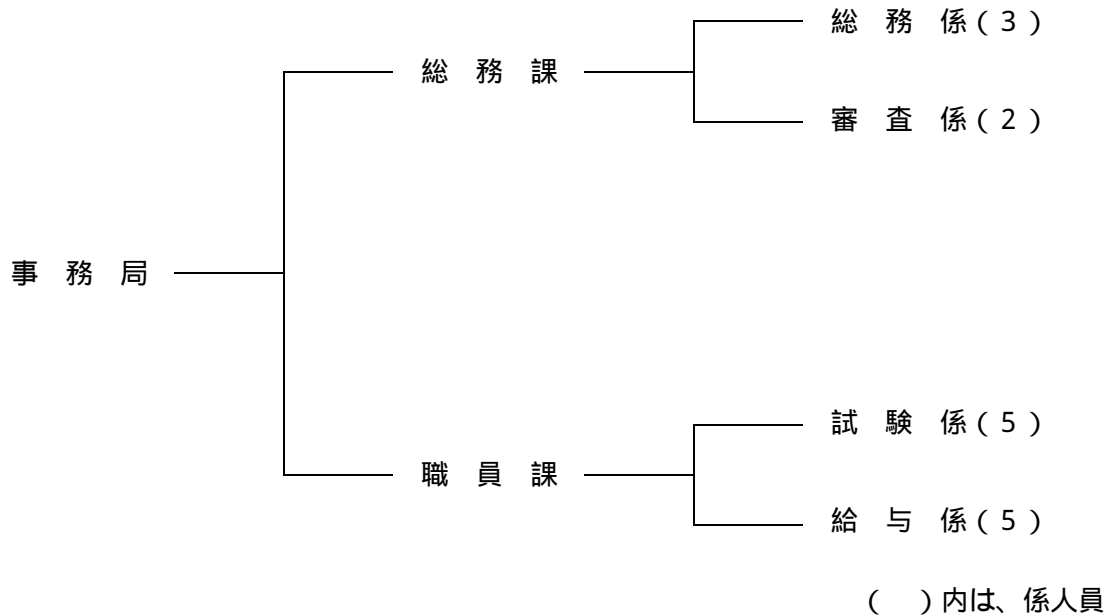 総 務 係 ( 3 )
総 務 課
審 査 係 ( 2 )
事 務 局
試 験 係 ( 5 )
職 員 課
給 与 係 ( 5 )
( )内は、係人員